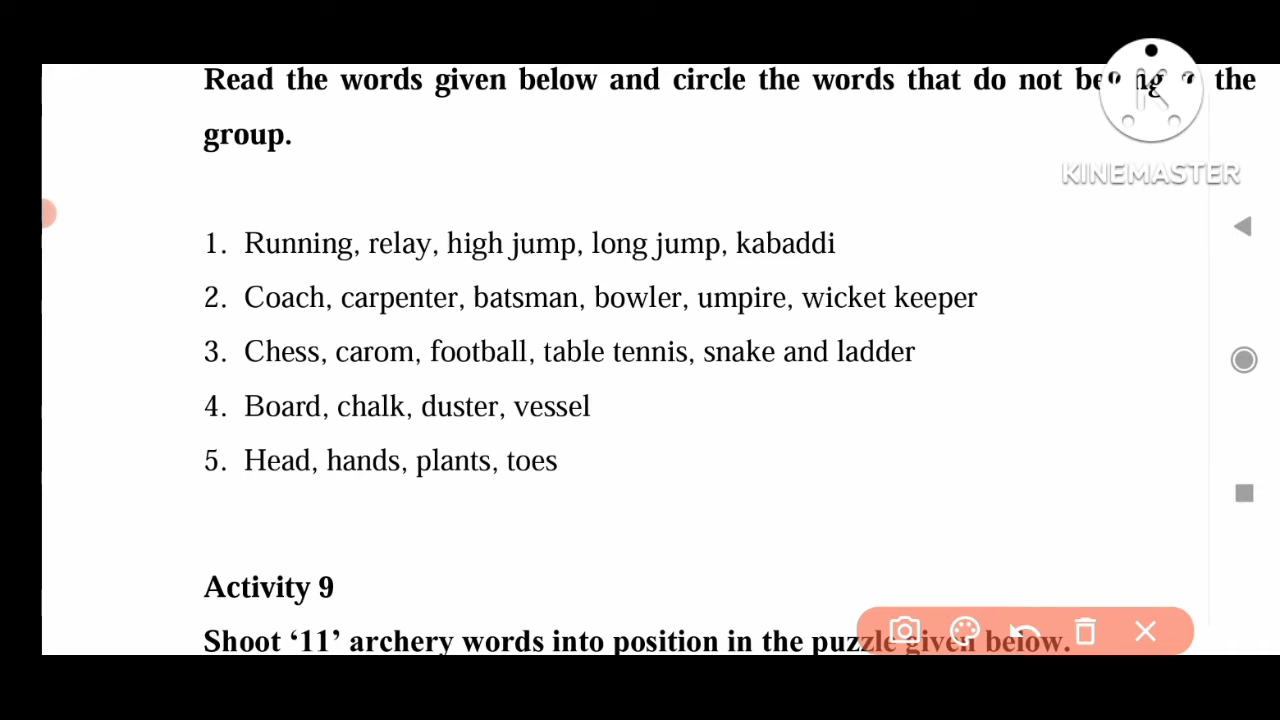 Read the words given below and circle the words that do not the
group.
KINEMASTER
1. Running, relay, high jump, long jump, kabaddi
2. Coach, carpenter, batsman, bowler, umpire, wicket keeper
3. Chess, carom, football, table tennis, snake and ladder
4. Board, chalk, duster, vessel
5. Head, hands, plants, toes
Activity 9
Shoot ‘11’ archery words into position in the puzzle given below.